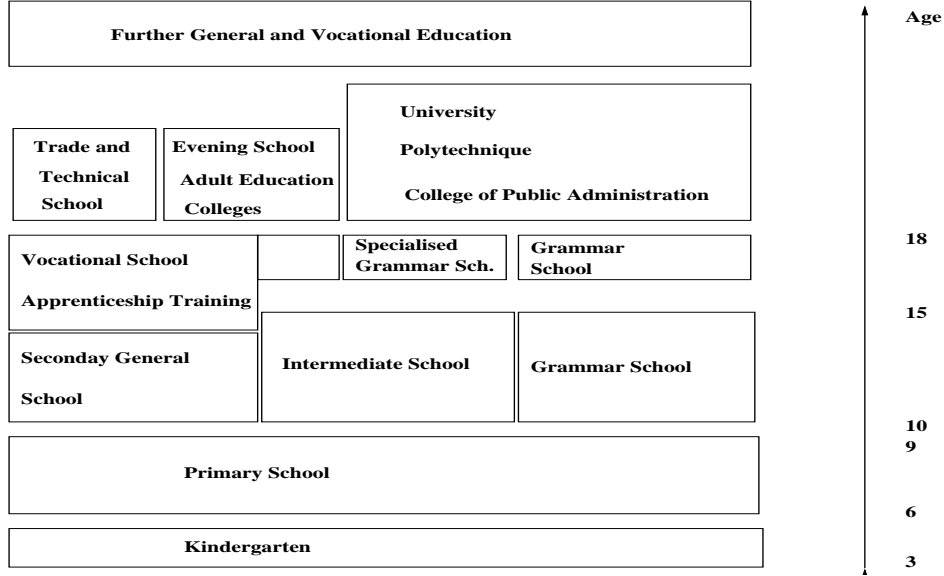 Age
Further General and Vocational Education
University
Polytechnique
College of Public Administration
Trade and
Technical
School
Evening School
Adult Education
Colleges
18
Vocational School
Apprenticeship Training
Specialised
Grammar Sch.
Grammar
School
15
Seconday General
School
Intermediate School
Grammar School
10
9
Primary School
6
Kindergarten
3